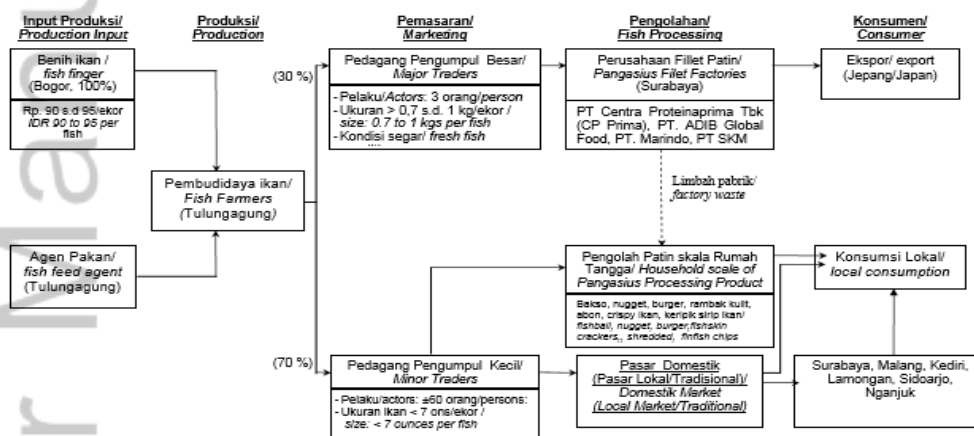 Input Produksi/
Production Input
Produksi/
Production
Pemasaran/
Marketing
Pengolahan/
Fish Processing
Konsumen/
Consumer
Benih ikan /
fish finger
(Bogor, 100%)
Rp. 90 s.d 95/ekor
IDR 90 to 95 per
fish
Agen Pakan/
fish feed agent
(Tulungagung)
Pembudidaya ikan/
Fish Farmers
(Tulungagung)
(30 %)
(70 %)
Pedagang Pengumpul Besar/
Major Traders
- Pelaku/Actors: 3 orang/person
- Ukuran > 0,7 s.d. 1 kg/ekor /
size: 0.7 to 1 kgs per fish
- Kondisi segar/ fresh fish
Perusahaan Fillet Patin/
Pangasius Filet Factories
(Surabaya)
PT Centra Proteinaprima Tbk
(CP Prima), PT. ADIB Global
Food, PT. Marindo, PT SKM
Ekspor/ export
(Jepang/Japan)
Limbah pabrik/
factory waste
Pengolah Patin skala Rumah
Tangga/ Household scale of
Pangasius Processing Product
Bakso, nugget, burger, rambak kulit,
abon, crispy ikan, keripik sirip ikan/
fishball, nugget, burger,fishskin
crackers,, shredded, finfish chips
Konsumsi Lokal/
local consumption
Pedagang Pengumpul Kecil/
Minor Traders
- Pelaku/actors: ±60 orang/persons:
- Ukuran Ikan < 7 ons/ekor /
size: < 7 ounces per fish
Pasar Domestik
(Pasar Lokal/Tradisional)/
Domestik Market
(Local Market/Traditional)
Surabaya, Malang, Kediri,
Lamongan, Sidoarjo,
Nganjuk